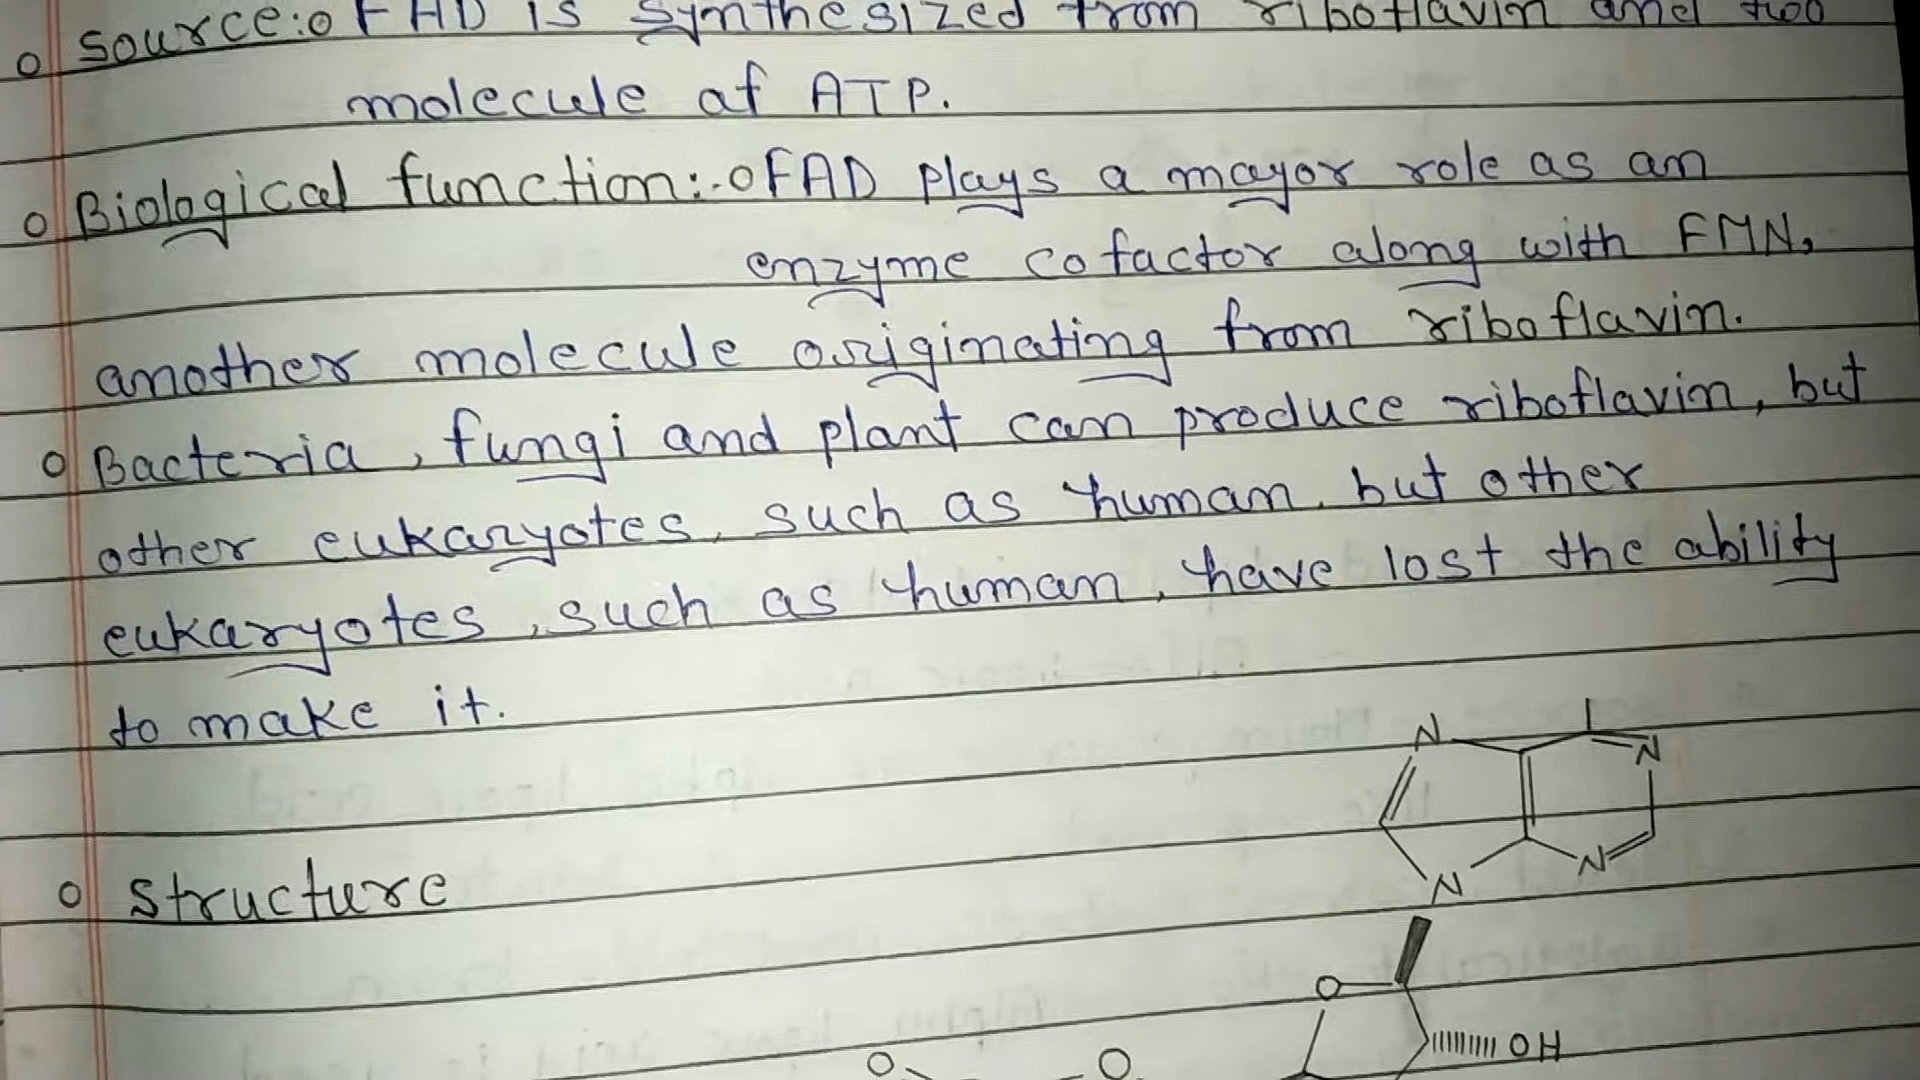 o Source:o FAD is synthesized from riboflavin and two
molecule of ATP.
o Biological function:-o FAD plays a mayor role as an
enzyme cofactor along with FMN,
another molecule originating from riboflavin.
o Bacteria, fungi and plant can produce riboflavin, but
other eukaryotes, such as human, but other
eukaryotes, such as human, have lost the ability
to make it.
o structure
N
N
N
N
O
OH
O
O